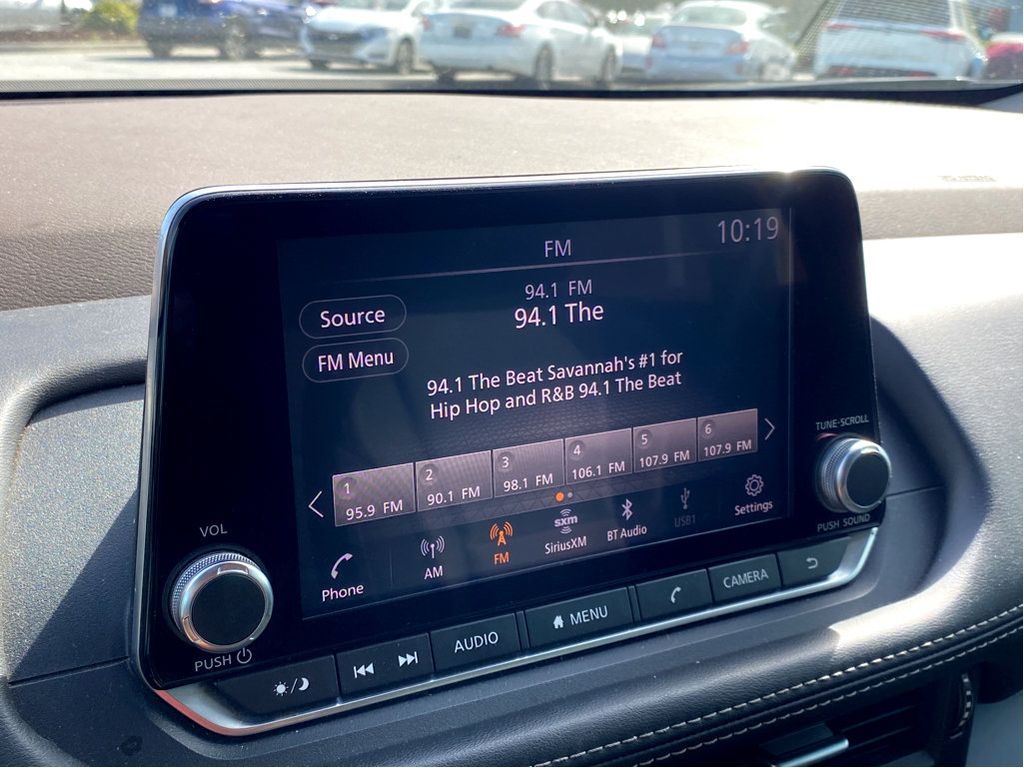 FM
10:19
94.1 FM
94.1 The
Source
FM Menu
94.1 The Beat Savannah's #1 for
Hip Hop and R&B 94.1 The Beat
1
95.9 FM
2
90.1 FM
3
98.1 FM
4
106.1 FM
5
107.9 FM
6
107.9 FM
Phone
AM
FM
sxm
SiriusXM
BT Audio
USB1
Settings
TUNE·SCROLL
PUSH SOUND
VOL
PUSH
AUDIO
MENU
CAMERA